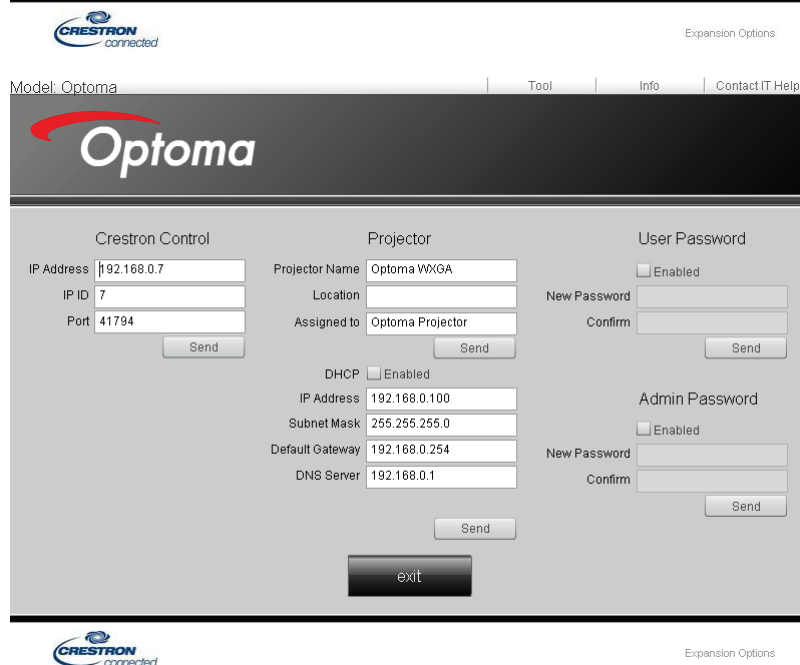 CRESTRON
connected
Expansion Options
Model: Optoma
Tool
Info
Contact IT Help
Optoma
Crestron Control
IP Address 192.168.0.7
IP ID 7
Port 41794
Send
Projector
Projector Name Optoma WXGA
Location
Assigned to Optoma Projector
Send
DHCP Enabled
IP Address 192.168.0.100
Subnet Mask 255.255.255.0
Default Gateway 192.168.0.254
DNS Server 192.168.0.1
Send
User Password
Enabled
New Password
Confirm
Send
Admin Password
Enabled
New Password
Confirm
Send
exit
CRESTRON
connected
Expansion Options